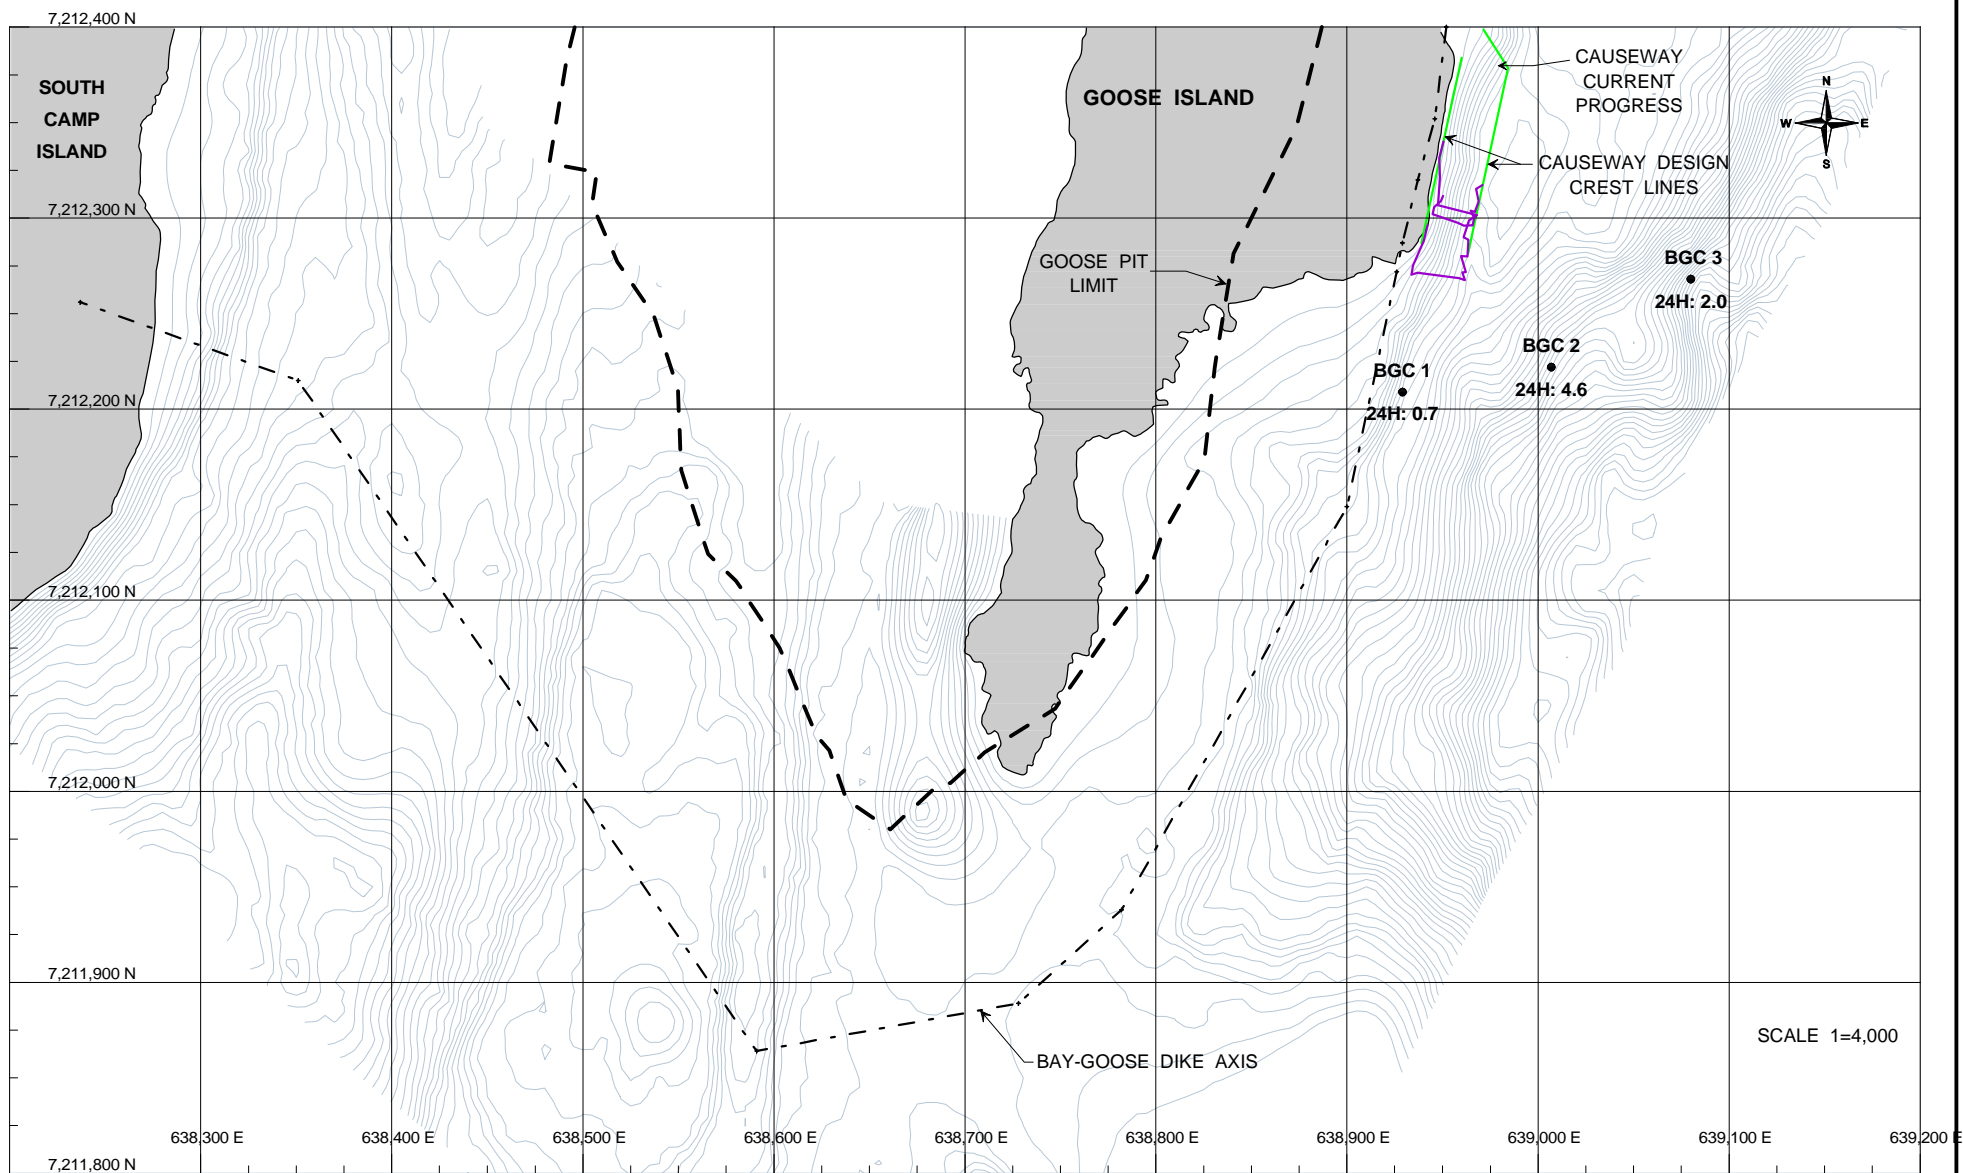 7,212,400 N
SOUTH
CAMP
ISLAND
GOOSE ISLAND
CAUSEWAY
CURRENT
PROGRESS
N
W E
S
CAUSEWAY DESIGN
CREST LINES
7,212,300 N
GOOSE PIT
LIMIT
BGC 3
24H: 2.0
BGC 2
24H: 4.6
BGC 1
24H: 0.7
7,212,200 N
7,212,100 N
7,212,000 N
7,211,900 N
SCALE 1=4,000
BAY-GOOSE DIKE AXIS
638,300 E 638,400 E 638,500 E 638,600 E 638,700 E 638,800 E 638,900 E 639,000 E 639,100 E 639,200 E
7,211,800 N